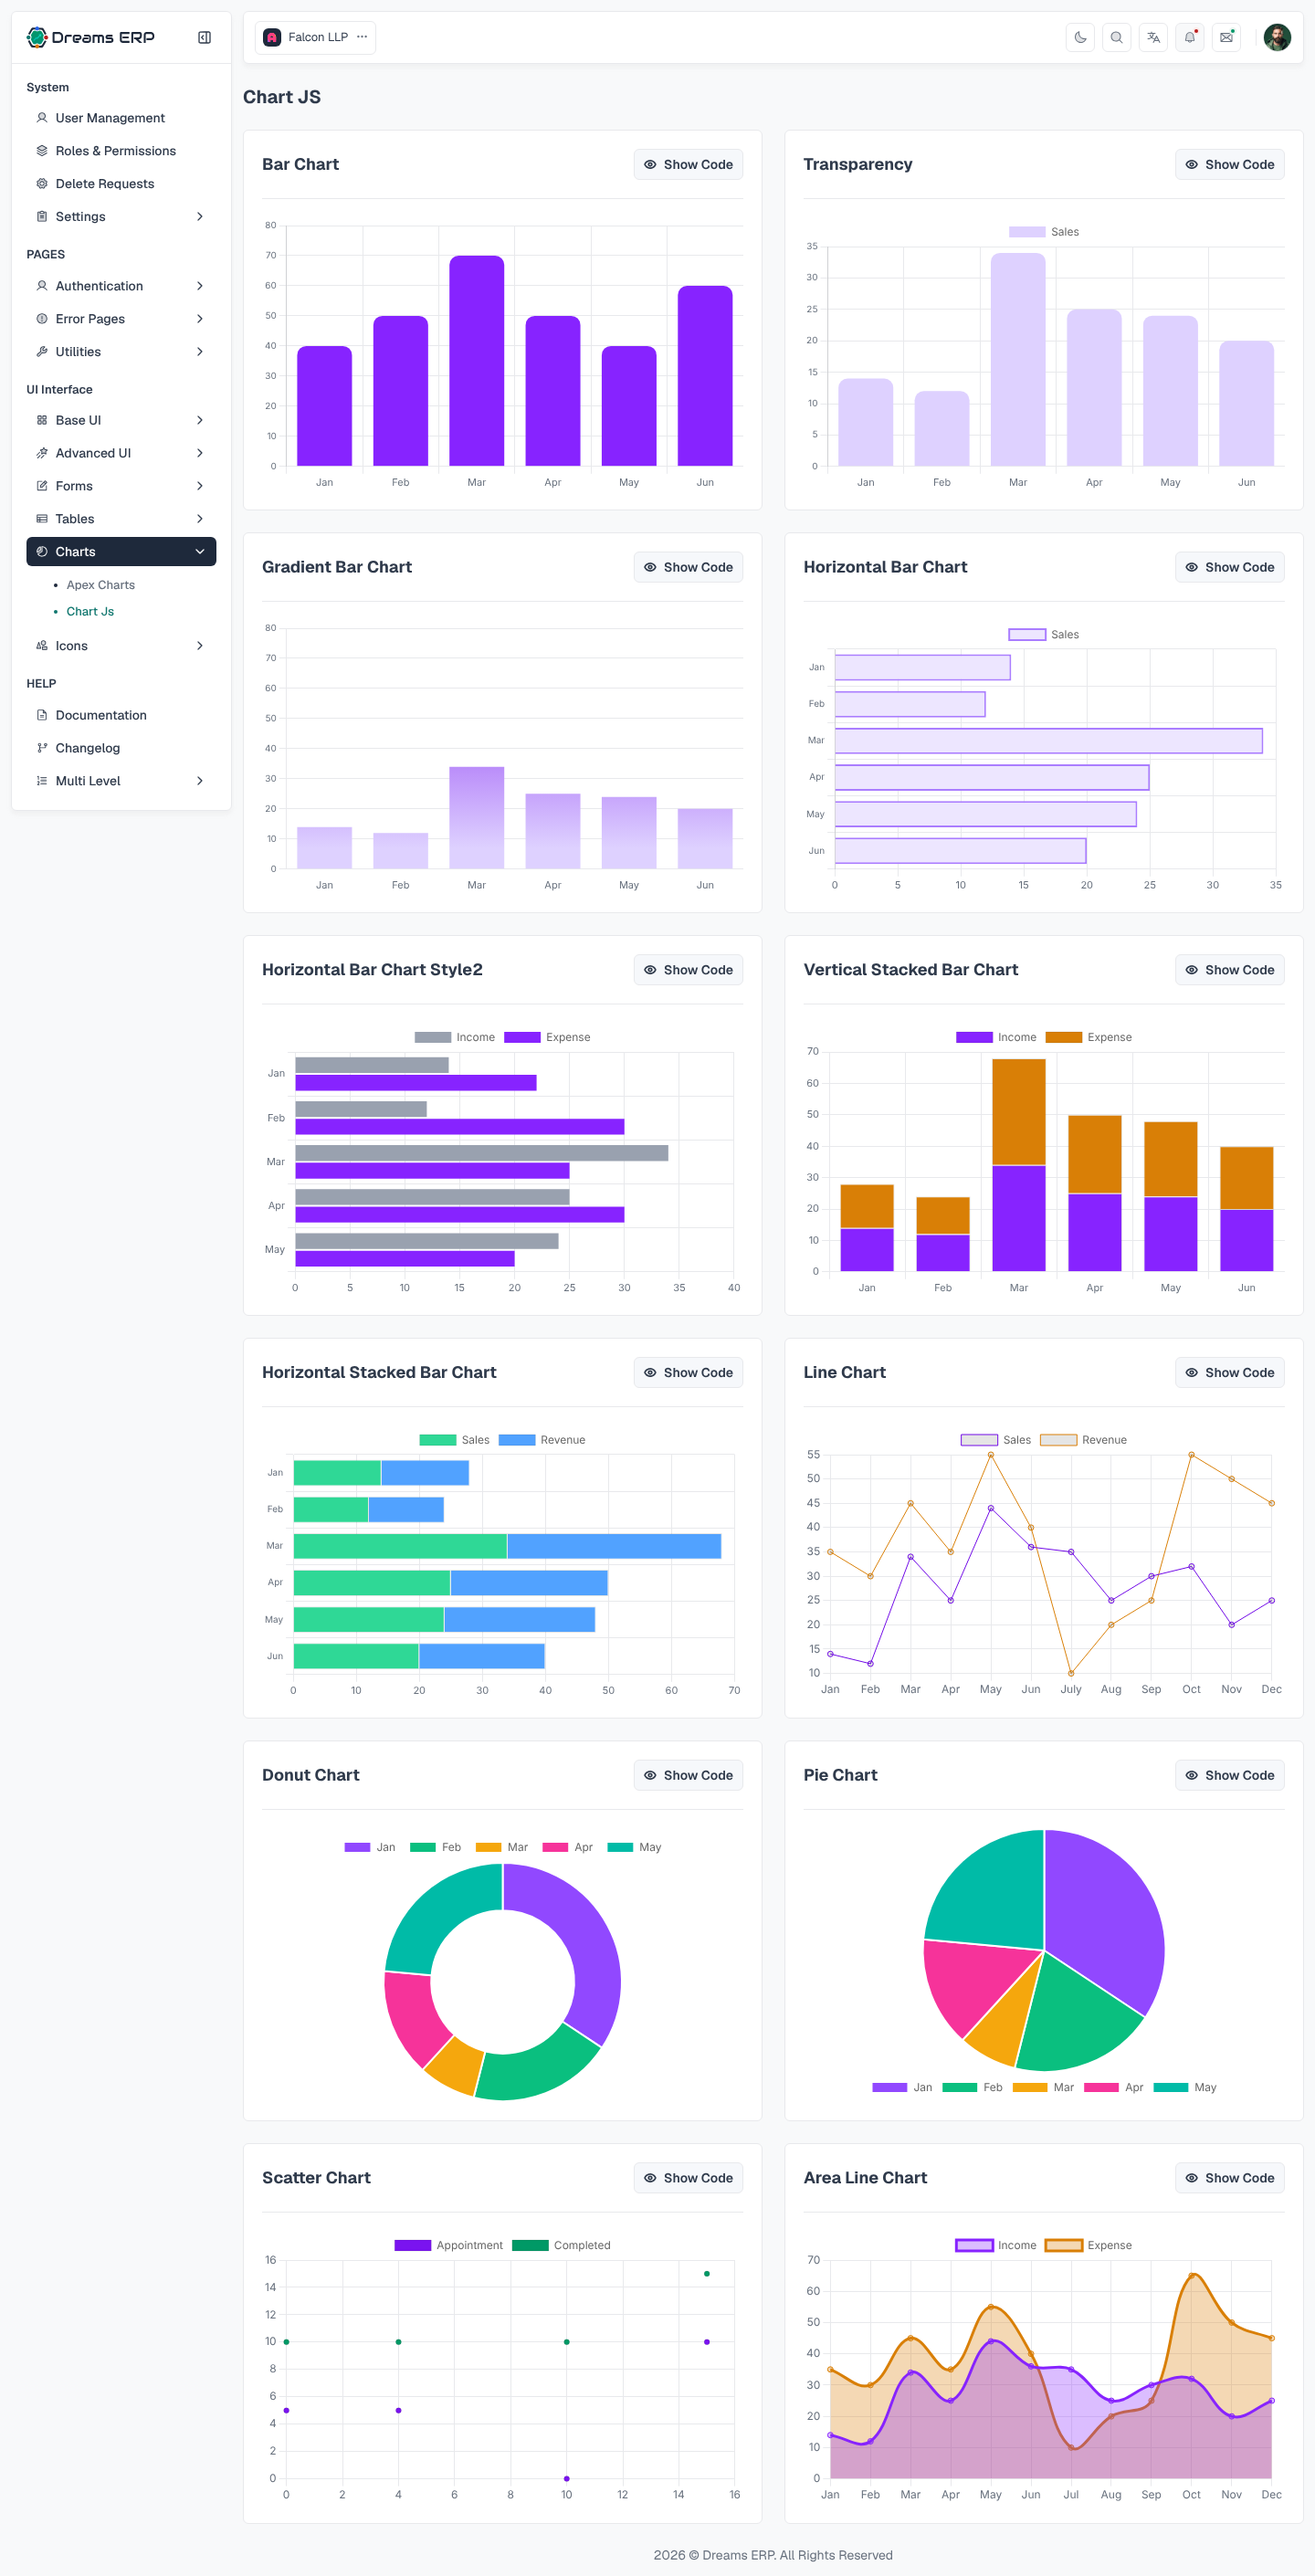 Dreams ERP
System
User Management
Roles & Permissions
Delete Requests
Settings
PAGES
Authentication
Error Pages
Utilities
UI Interface
Base UI
Advanced UI
Forms
Tables
Charts
Apex Charts
Chart Js
Icons
HELP
Documentation
Changelog
Multi Level
Falcon LLP
Chart JS
Bar Chart
Show Code
80
70
60
50
40
30
20
10
0
Jan Feb Mar Apr May Jun
Transparency
Show Code
Sales
35
30
25
20
15
10
5
0
Jan Feb Mar Apr May Jun
Gradient Bar Chart
Show Code
80
70
60
50
40
30
20
10
0
Jan Feb Mar Apr May Jun
Horizontal Bar Chart
Show Code
Sales
Jan
Feb
Mar
Apr
May
Jun
0 5 10 15 20 25 30 35
Horizontal Bar Chart Style2
Show Code
Income Expense
Jan
Feb
Mar
Apr
May
0 5 10 15 20 25 30 35 40
Vertical Stacked Bar Chart
Show Code
Income Expense
70
60
50
40
30
20
10
0
Jan Feb Mar Apr May Jun
Horizontal Stacked Bar Chart
Show Code
Sales Revenue
Jan
Feb
Mar
Apr
May
Jun
0 10 20 30 40 50 60 70
Line Chart
Show Code
Sales Revenue
55
50
45
40
35
30
25
20
15
10
Jan Feb Mar Apr May Jun July Aug Sep Oct Nov Dec
Donut Chart
Show Code
Jan Feb Mar Apr May
Pie Chart
Show Code
Jan Feb Mar Apr May
Scatter Chart
Show Code
Appointment Completed
16
14
12
10
8
6
4
2
0
0 2 4 6 8 10 12 14 16
Area Line Chart
Show Code
Income Expense
70
60
50
40
30
20
10
0
Jan Feb Mar Apr May Jun Jul Aug Sep Oct Nov Dec
2026 © Dreams ERP. All Rights Reserved